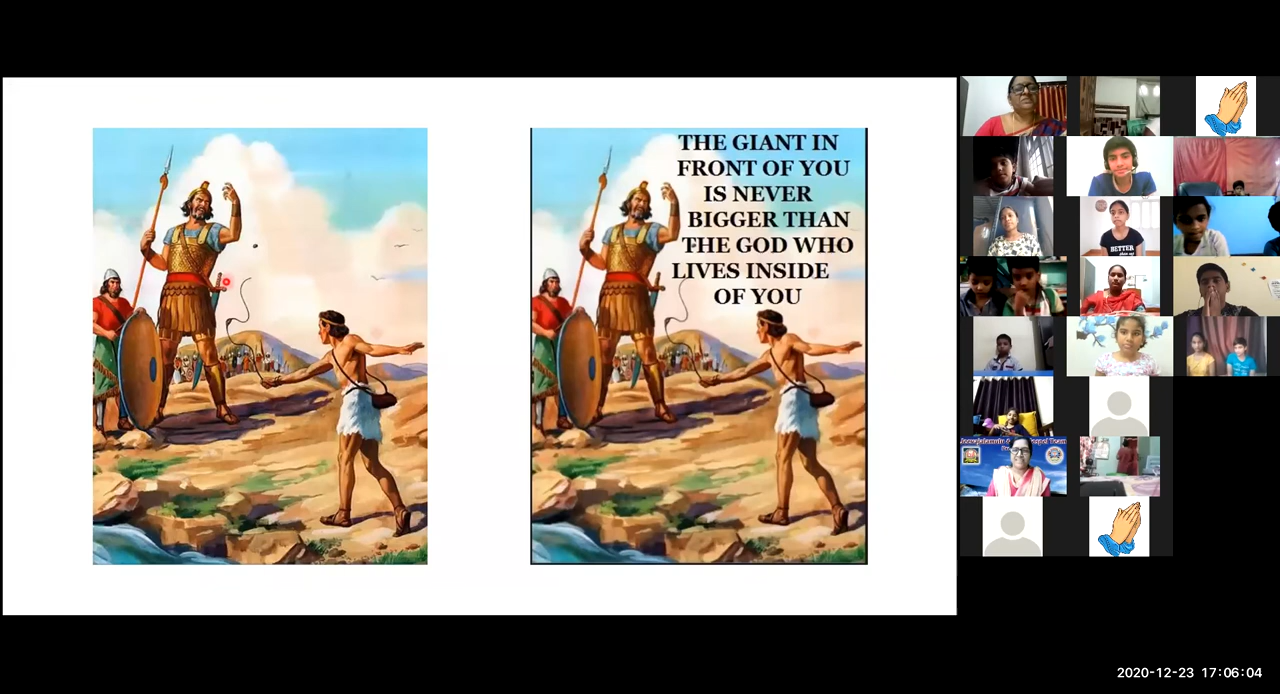 THE GIANT IN
FRONT OF YOU
IS NEVER
BIGGER THAN
THE GOD WHO
LIVES INSIDE
OF YOU
BETTER
2020-12-23 17:06:04